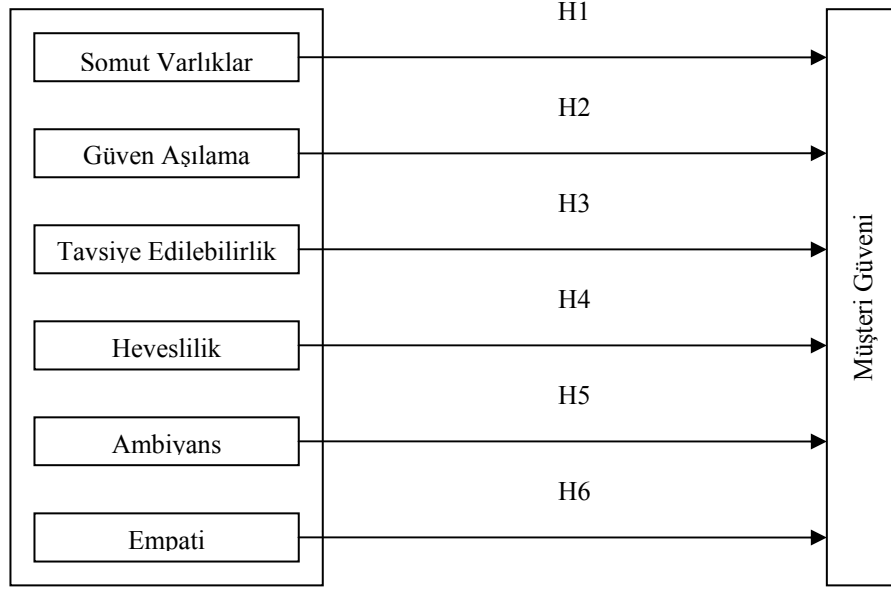 H1
Somut Varlıklar
H2
Güven Aşılama
H3
Tavsiye Edilebilirlik
H4
Heveslilik
H5
Ambiyans
H6
Empati
Müşteri Güveni